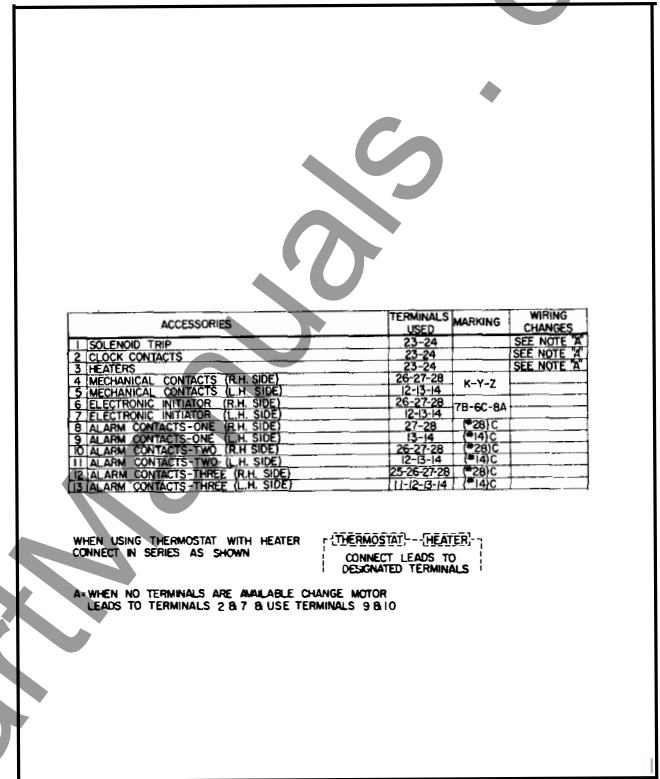 artManuals.
ACCESSORIES TERMINALS USED MARKING WIRING CHANGES
1 SOLENOID TRIP 23-24 SEE NOTE "A"
2 CLOCK CONTACTS 23-24 SEE NOTE "A"
3 HEATERS 23-24 SEE NOTE "A"
4 MECHANICAL CONTACTS (R.H. SIDE) 26-27-28 K-Y-Z
5 MECHANICAL CONTACTS (L.H. SIDE) 12-13-14
6 ELECTRONIC INITIATOR (R.H. SIDE) 26-27-28 7B-6C-8A
7 ELECTRONIC INITIATOR (L.H. SIDE) 12-13-14
8 ALARM CONTACTS-ONE (R.H. SIDE) 27-28 (#28)C
9 ALARM CONTACTS-ONE (L.H. SIDE) 13-14 (#14)C
10 ALARM CONTACTS-TWO (R.H SIDE) 26-27-28 (#28)C
11 ALARM CONTACTS-TWO (L.H. SIDE) 12-13-14 (#14)C
12 ALARM CONTACTS-THREE (R.H. SIDE) 25-26-27-28 (#28)C
13 ALARM CONTACTS-THREE (L.H. SIDE) 11-12-13-14 (#14)C
WHEN USING THERMOSTAT WITH HEATER
CONNECT IN SERIES AS SHOWN
THERMOSTAT HEATER
CONNECT LEADS TO
DESIGNATED TERMINALS
A=WHEN NO TERMINALS ARE AVAILABLE CHANGE MOTOR
LEADS TO TERMINALS 2 & 7 & USE TERMINALS 9 & 10